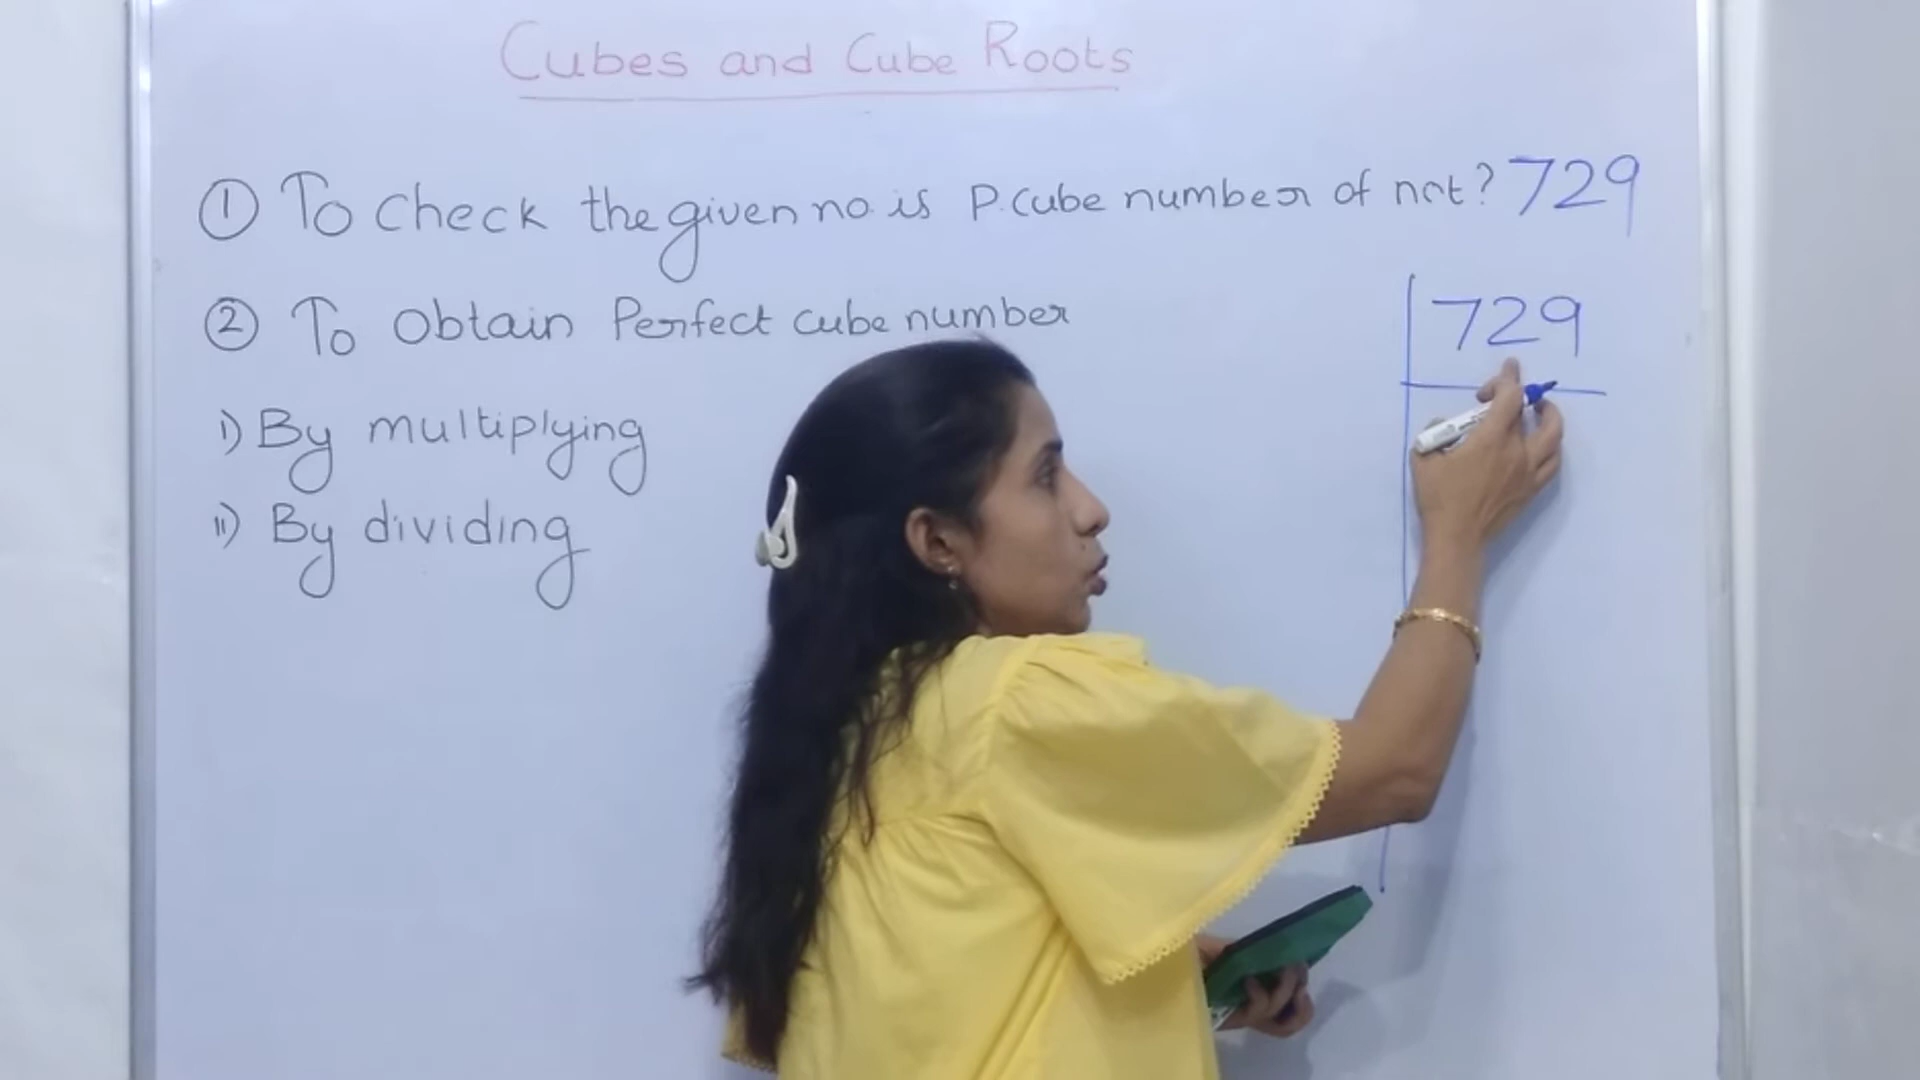 Cubes and Cube Roots
① To check the given no. is P. Cube number of not? 729
② To obtain Perfect cube number
729
i) By multiplying
ii) By dividing